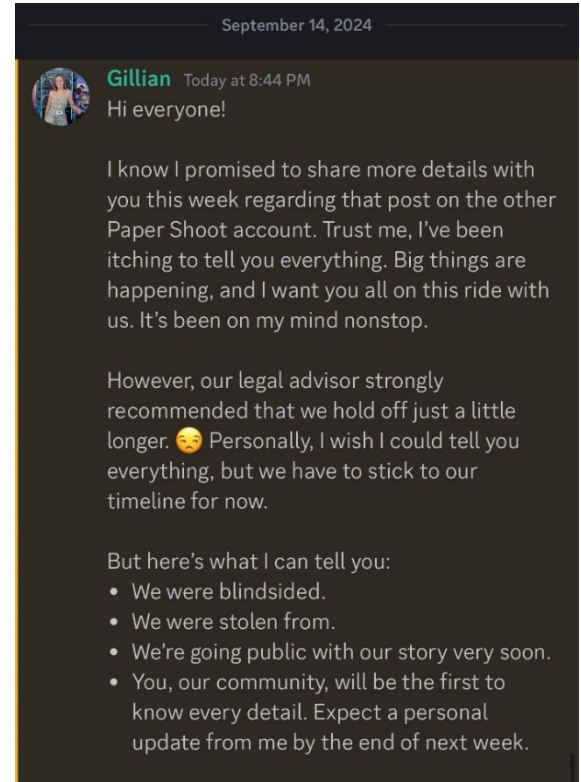 September 14, 2024
Gillian Today at 8:44 PM
Hi everyone!
I know I promised to share more details with
you this week regarding that post on the other
Paper Shoot account. Trust me, I’ve been
itching to tell you everything. Big things are
happening, and I want you all on this ride with
us. It’s been on my mind nonstop.
However, our legal advisor strongly
recommended that we hold off just a little
longer. 😒 Personally, I wish I could tell you
everything, but we have to stick to our
timeline for now.
But here’s what I can tell you:
• We were blindsided.
• We were stolen from.
• We’re going public with our story very soon.
• You, our community, will be the first to
know every detail. Expect a personal
update from me by the end of next week.